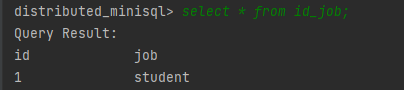 distributed_minisql> select * from id_job;
Query Result:
id job
1 student